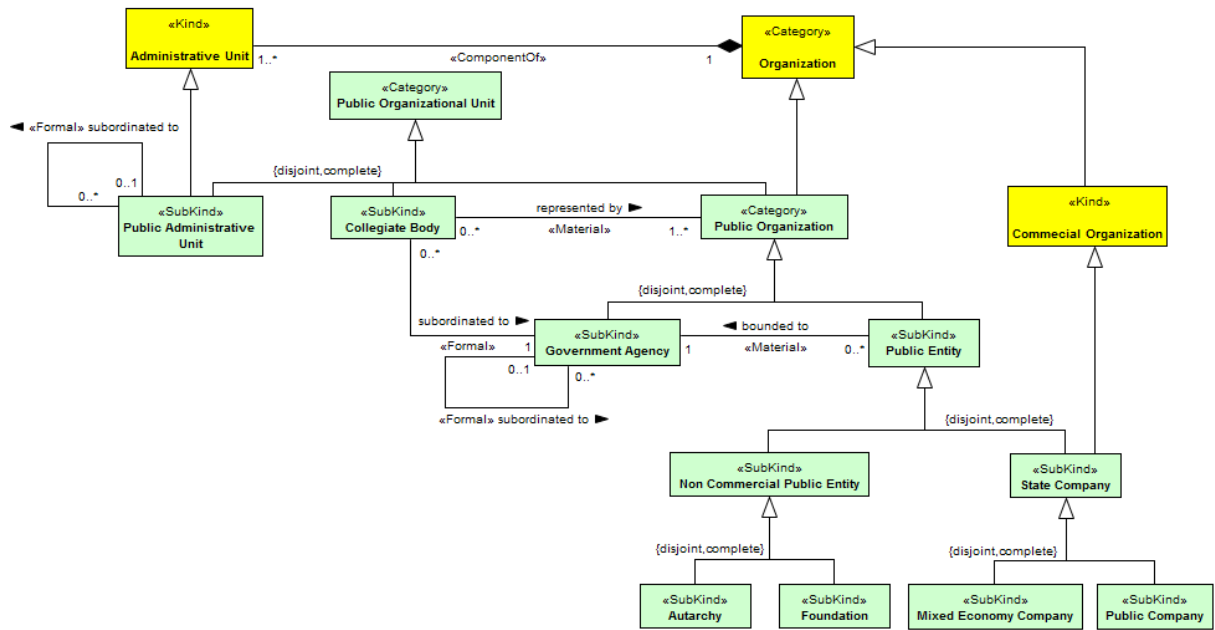 «Kind»
Administrative Unit
1..*
«ComponentOf»
1
«Category»
Organization
«Category»
Public Organizational Unit
◄ «Formal» subordinated to
0..1
0..*
{disjoint,complete}
«SubKind»
Public Administrative
Unit
«SubKind»
Collegiate Body
represented by ►
0..*
«Material»
1..*
«Category»
Public Organization
«Kind»
Commecial Organization
0..*
{disjoint,complete}
subordinated to ►
«Formal»
1
0..1
0..*
«SubKind»
Government Agency
◄ bounded to
1
«Material»
0..*
«SubKind»
Public Entity
«Formal» subordinated to ►
{disjoint,complete}
«SubKind»
Non Commercial Public Entity
«SubKind»
State Company
{disjoint,complete}
{disjoint,complete}
«SubKind»
Autarchy
«SubKind»
Foundation
«SubKind»
Mixed Economy Company
«SubKind»
Public Company